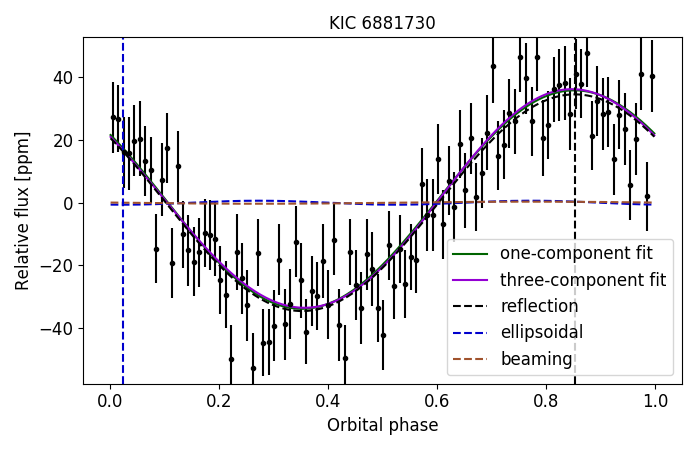 KIC 6881730
Relative flux [ppm]
40
20
0
−20
−40
one-component fit
three-component fit
reflection
ellipsoidal
beaming
0.0 0.2 0.4 0.6 0.8 1.0
Orbital phase